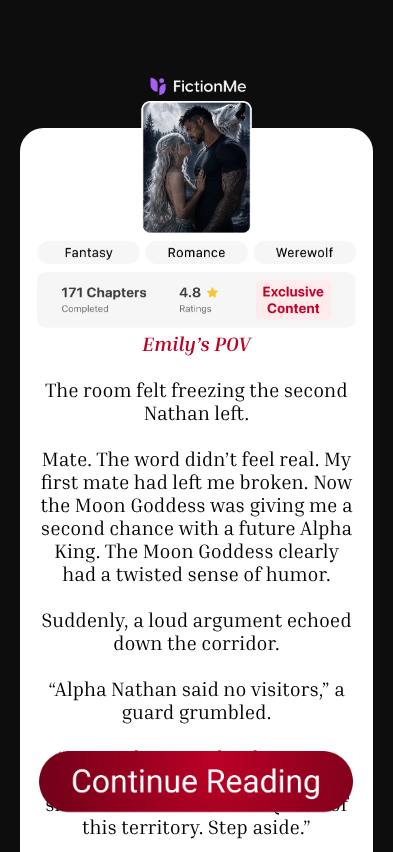 FictionMe
Fantasy
Romance
Werewolf
171 Chapters
Completed
4.8
Ratings
Exclusive
Content
Emily’s POV
The room felt freezing the second
Nathan left.
Mate. The word didn’t feel real. My
first mate had left me broken. Now
the Moon Goddess was giving me a
second chance with a future Alpha
King. The Moon Goddess clearly
had a twisted sense of humor.
Suddenly, a loud argument echoed
down the corridor.
“Alpha Nathan said no visitors,” a
guard grumbled.
Continue Reading
this territory. Step aside.”